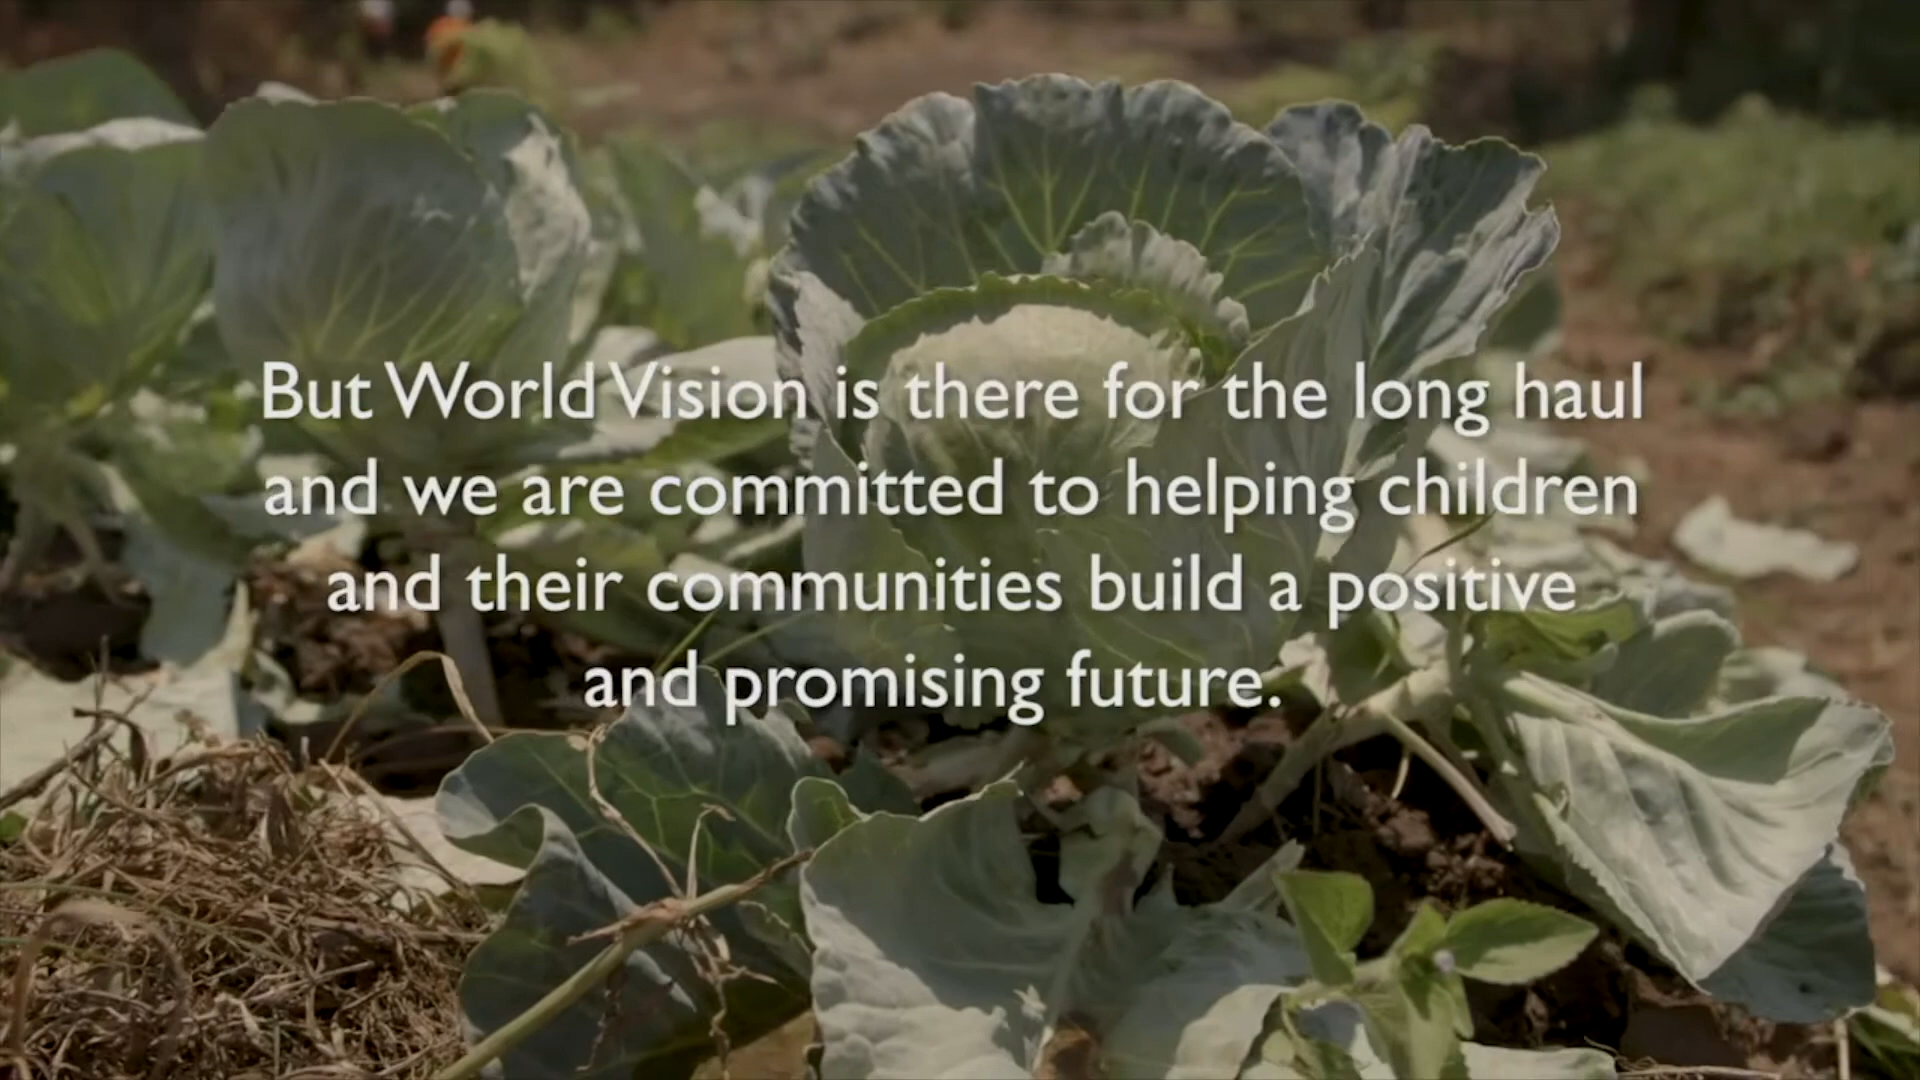 But World Vision is there for the long haul
and we are committed to helping children
and their communities build a positive
and promising future.